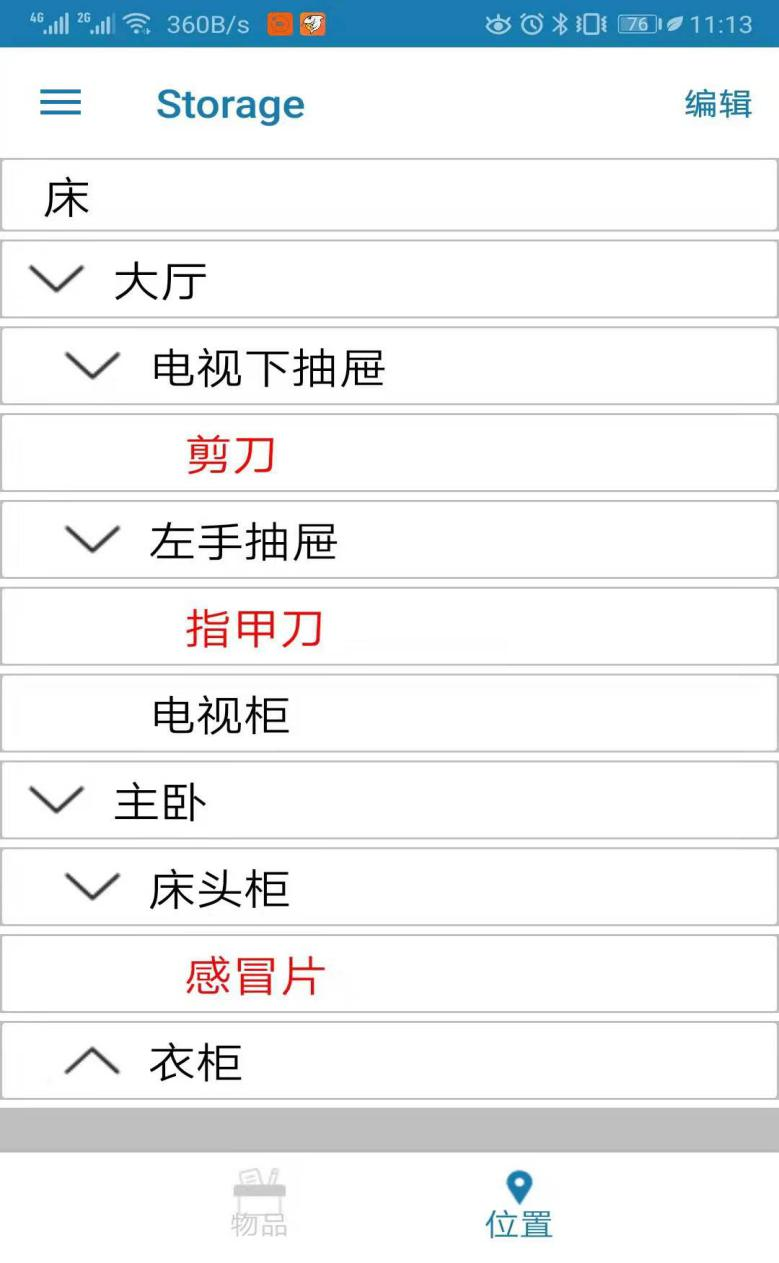 4G 2G 360B/s 76 11:13
Storage 编辑
床
大厅
电视下抽屉
剪刀
左手抽屉
指甲刀
电视柜
主卧
床头柜
感冒片
衣柜
物品 位置